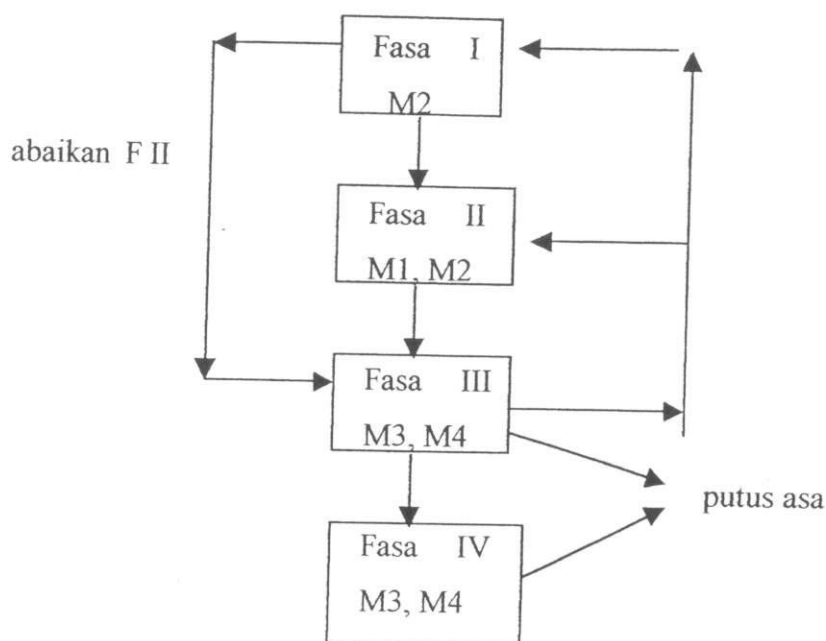 Fasa I
M2
abaikan F II
Fasa II
M1, M2
Fasa III
M3, M4
putus asa
Fasa IV
M3, M4